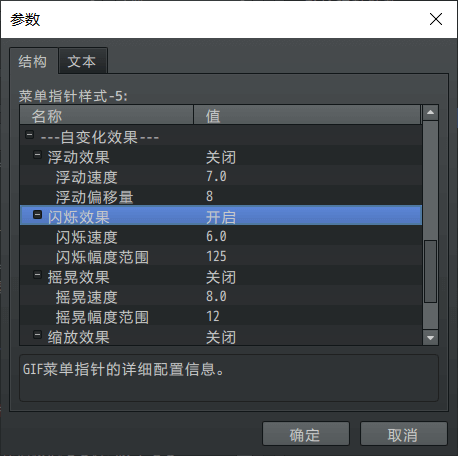 参数
结构 文本
菜单指针样式-5:
名称 值
---自变化效果---
浮动效果 关闭
浮动速度 7.0
浮动偏移量 8
闪烁效果 开启
闪烁速度 6.0
闪烁幅度范围 125
摇晃效果 关闭
摇晃速度 8.0
摇晃幅度范围 12
缩放效果 关闭
GIF菜单指针的详细配置信息。
确定 取消